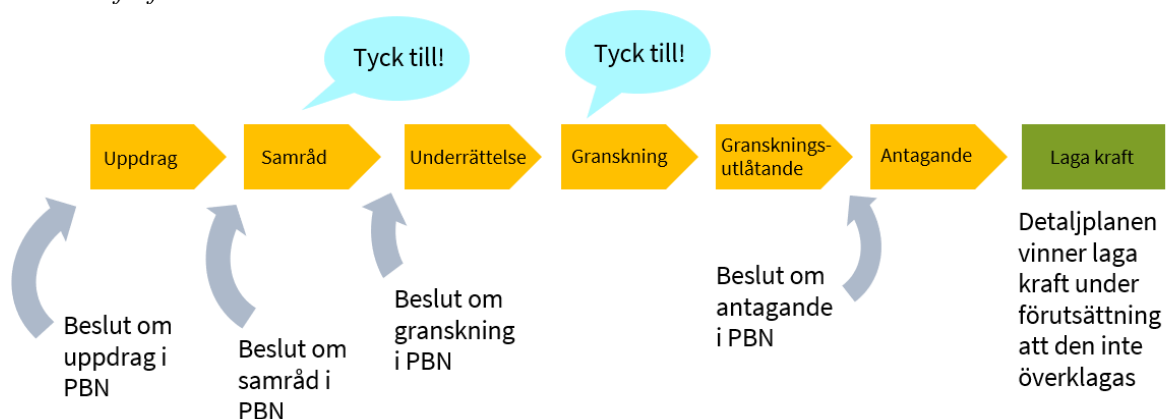 Tyck till!
Tyck till!
Uppdrag
Samråd
Underrättelse
Granskning
Gransknings-
utlåtande
Antagande
Laga kraft
Beslut om
uppdrag i
PBN
Beslut om
samråd i
PBN
Beslut om
granskning
i PBN
Beslut om
antagande
i PBN
Detaljplanen
vinner laga
kraft under
förutsättning
att den inte
överklagas